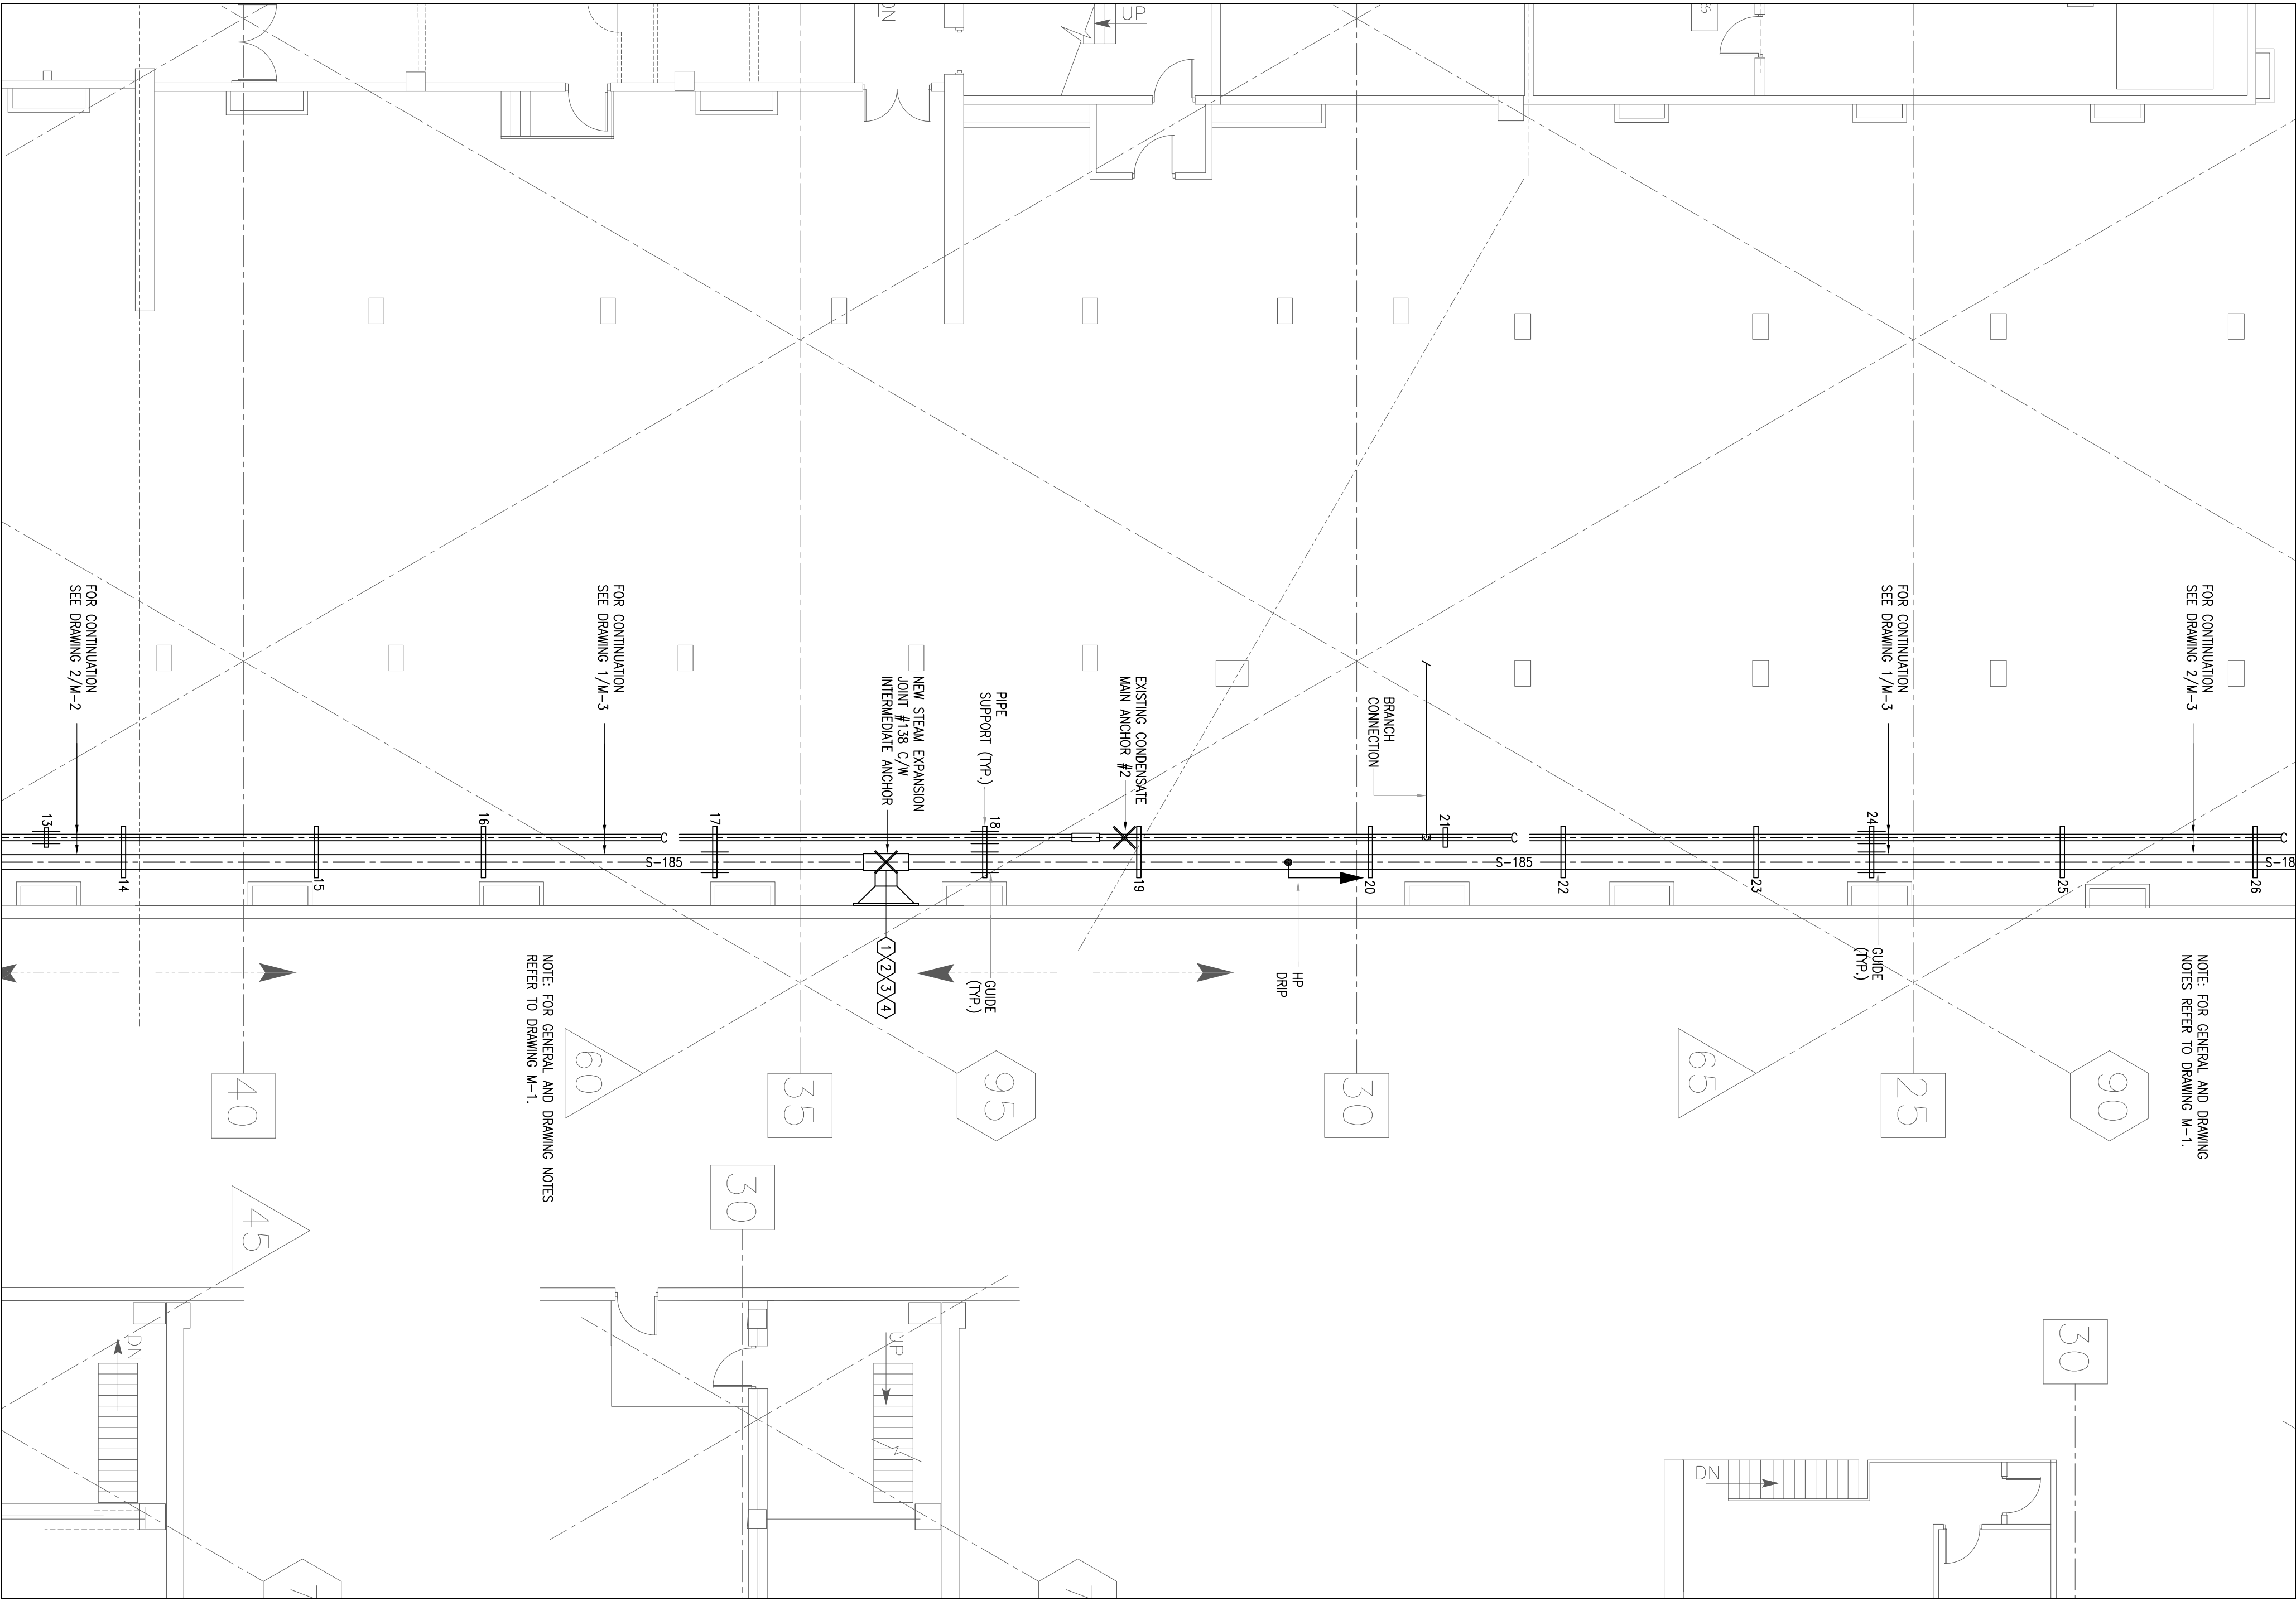 DN
UP
FOR CONTINUATION
SEE DRAWING 2/M-2
FOR CONTINUATION
SEE DRAWING 1/M-3
NEW STEAM EXPANSION
JOINT #138 C/W
INTERMEDIATE ANCHOR
PIPE
SUPPORT (TYP.)
EXISTING CONDENSATE
MAIN ANCHOR #2
BRANCH
CONNECTION
FOR CONTINUATION
SEE DRAWING 1/M-3
FOR CONTINUATION
SEE DRAWING 2/M-3
13
16
17
18
21
24
C
C
C
S-185
S-185
S-18
14
15
19
20
22
23
25
26
1 2 3 4
GUIDE
(TYP.)
HP
DRIP
GUIDE
(TYP.)
NOTE: FOR GENERAL AND DRAWING NOTES
REFER TO DRAWING M-1.
NOTE: FOR GENERAL AND DRAWING
NOTES REFER TO DRAWING M-1.
40
60
35
95
30
65
25
90
45
30
30
DN
UP
DN